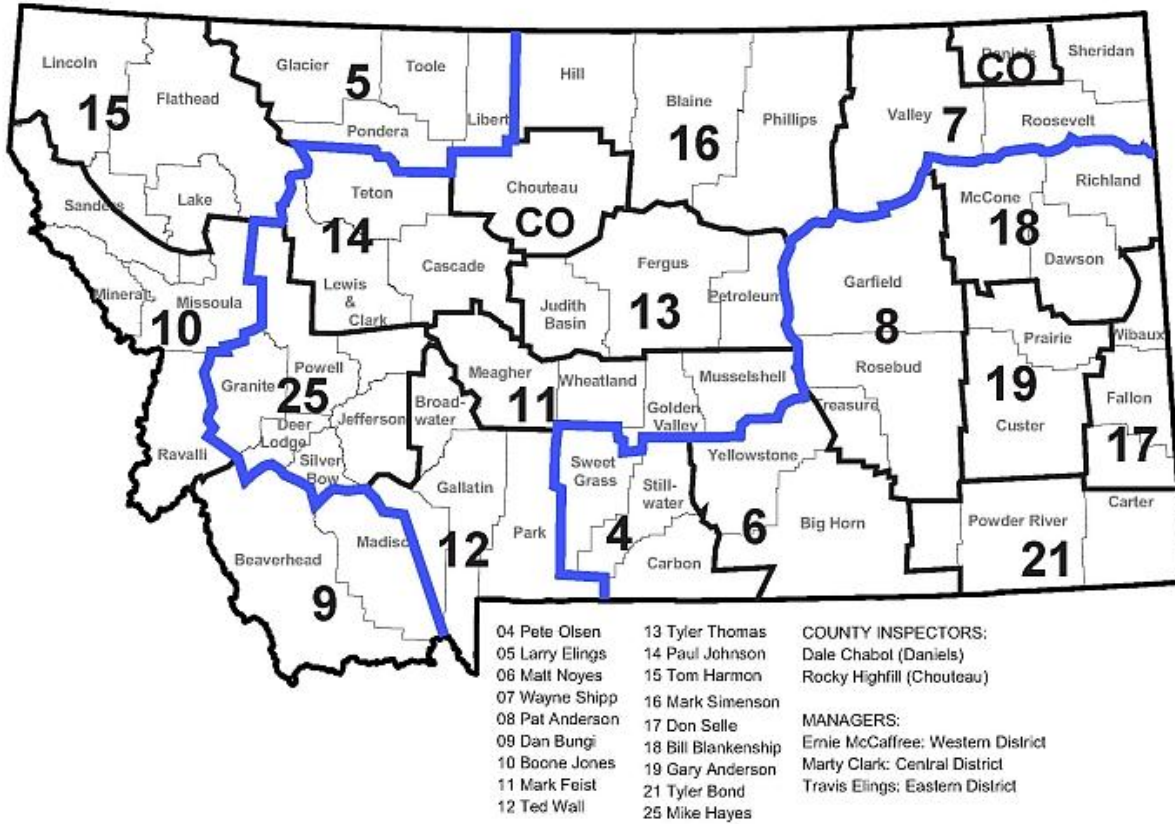 Lincoln
Flathead
15
Glacier
5
Toole
Libert
Pondera
Hill
Blaine
16
Phillips
Valley
7
Daniels
CO
Sheridan
Roosevelt
Sanders
Lake
Teton
14
Lewis
&
Clark
Cascade
Chouteau
CO
Fergus
13
Judith
Basin
Petroleum
Garfield
8
Rosebud
Treasure
McCone
18
Richland
Dawson
Mineral
Missoula
10
Granite
Powell
25
Deer
Lodge
Silver
Bow
Jefferson
Broad-
water
Meagher
11
Wheatland
Golden
Valley
Musselshell
Prairie
19
Custer
Wibaux
Fallon
17
Ravalli
Beaverhead
9
Madison
Gallatin
12
Park
Sweet
Grass
Still-
water
4
Carbon
Yellowstone
6
Big Horn
Powder River
21
Carter
04 Pete Olsen
05 Larry Elings
06 Matt Noyes
07 Wayne Shipp
08 Pat Anderson
09 Dan Bungi
10 Boone Jones
11 Mark Feist
12 Ted Wall
13 Tyler Thomas
14 Paul Johnson
15 Tom Harmon
16 Mark Simenson
17 Don Selle
18 Bill Blankenship
19 Gary Anderson
21 Tyler Bond
25 Mike Hayes
COUNTY INSPECTORS:
Dale Chabot (Daniels)
Rocky Highfill (Chouteau)
MANAGERS:
Ernie McCaffree: Western District
Marty Clark: Central District
Travis Elings: Eastern District